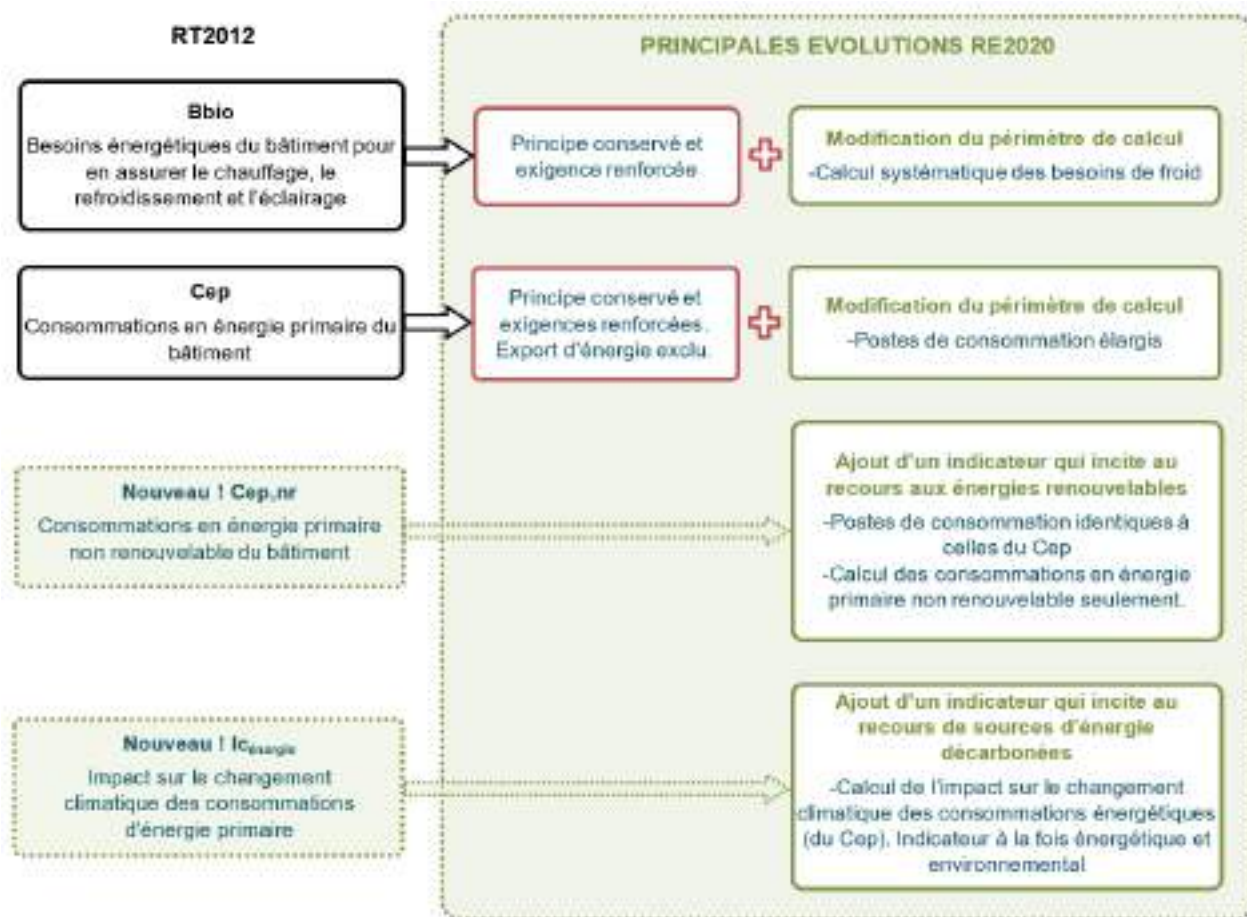 RT2012
PRINCIPALES EVOLUTIONS RE2020
Bbio
Besoins énergétiques du bâtiment pour
en assurer le chauffage, le
refroidissement et l'éclairage
Principe conservé et
exigence renforcée
Modification du périmètre de calcul
-Calcul systématique des besoins de froid
Cep
Consommations en énergie primaire du
bâtiment
Principe conservé et
exigences renforcées.
Export d'énergie exclu.
Modification du périmètre de calcul
-Postes de consommation élargis
Nouveau ! Cep,nr
Consommations en énergie primaire
non renouvelable du bâtiment
Ajout d'un indicateur qui incite au
recours aux énergies renouvelables
-Postes de consommation identiques à
celles du Cep
-Calcul des consommations en énergie
primaire non renouvelable seulement.
Nouveau ! Ic énergie
Impact sur le changement
climatique des consommations
d'énergie primaire
Ajout d'un indicateur qui incite au
recours de sources d'énergie
décarbonées
-Calcul de l'impact sur le changement
climatique des consommations énergétiques
(du Cep). Indicateur à la fois énergétique et
environnemental